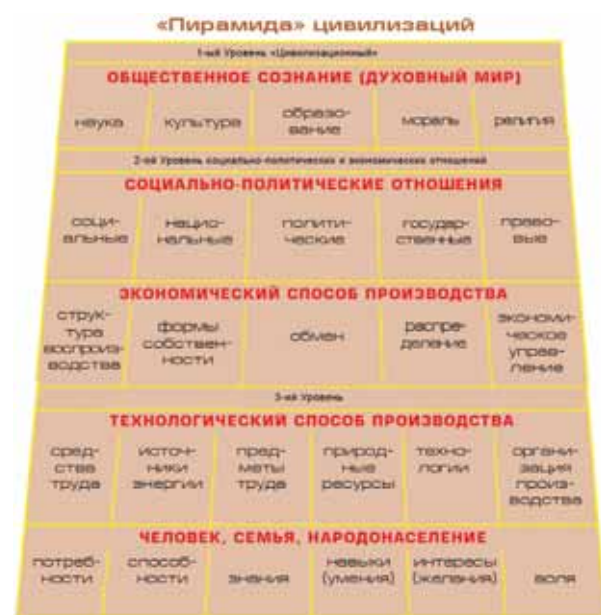 «Пирамида» цивилизаций
1-ый Уровень «Цивилизационный»
ОБЩЕСТВЕННОЕ СОЗНАНИЕ (ДУХОВНЫЙ МИР)
наука культура образо- мораль религия
вание
2-ой Уровень социально-политических и экономических отношений
СОЦИАЛЬНО-ПОЛИТИЧЕСКИЕ ОТНОШЕНИЯ
соци- нацио- полити- государ- право-
альные нальные ческие ственные вые
ЭКОНОМИЧЕСКИЙ СПОСОБ ПРОИЗВОДСТВА
струк- формы обмен распре- экономи-
тура собствен- деление ческое
воспроиз- ности управ-
водства ление
3-ий Уровень
ТЕХНОЛОГИЧЕСКИЙ СПОСОБ ПРОИЗВОДСТВА
сред- источ- пред- природ- техно- органи-
ства ники меты ные логии зация
труда энергии труда ресурсы произ-
водства
ЧЕЛОВЕК, СЕМЬЯ, НАРОДОНАСЕЛЕНИЕ
потреб- способ- знания навыки интересы воля
ности ности (умения) (желания)